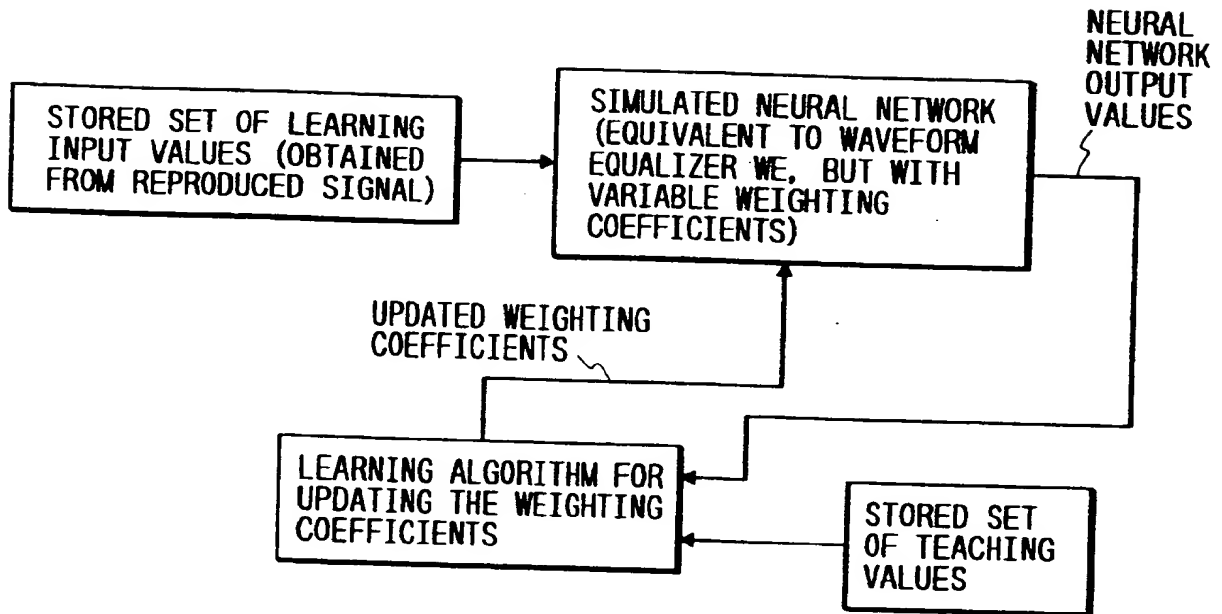 NEURAL
NETWORK
OUTPUT
VALUES
STORED SET OF LEARNING
INPUT VALUES (OBTAINED
FROM REPRODUCED SIGNAL)
SIMULATED NEURAL NETWORK
(EQUIVALENT TO WAVEFORM
EQUALIZER WE, BUT WITH
VARIABLE WEIGHTING
COEFFICIENTS)
UPDATED WEIGHTING
COEFFICIENTS
LEARNING ALGORITHM FOR
UPDATING THE WEIGHTING
COEFFICIENTS
STORED SET
OF TEACHING
VALUES